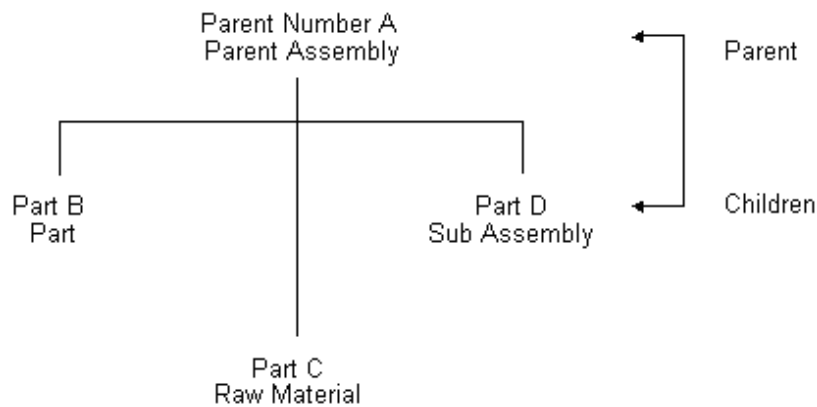 Parent Number A
Parent Assembly
Parent
Part B
Part
Part D
Sub Assembly
Children
Part C
Raw Material